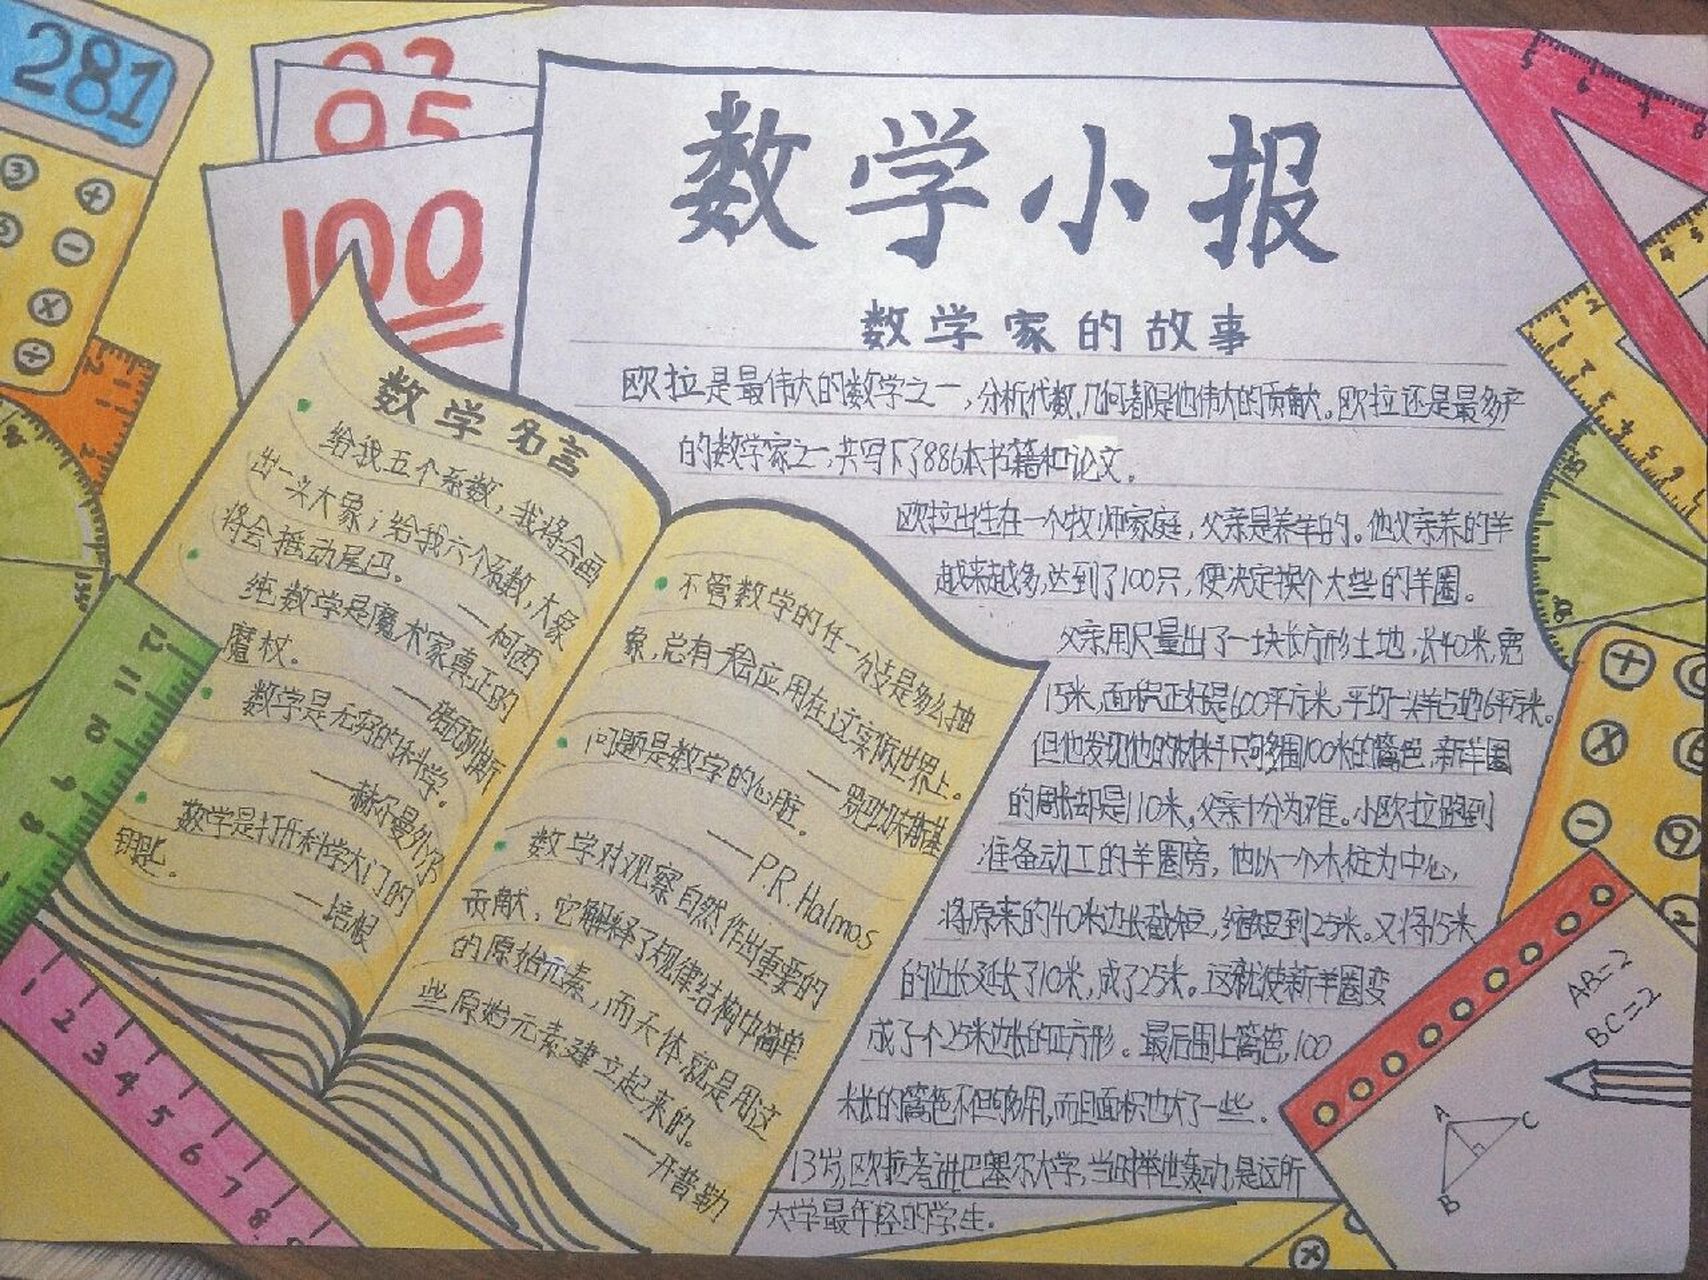 281
93
95
100
数学小报
数学家的故事
欧拉是最伟大的数学之一,分析代数,几何都是他伟大的贡献。欧拉还是最多产
的数学家之一,共写下了886本书籍和论文。
欧拉出生在一个牧师家庭,父亲是养羊的。他父亲养的羊
越来越多,达到了100只,便决定换个大些的羊圈。
父亲用尺量出了一块长方形土地,长40米,宽
15米,面积正好是600平方米,平均一头羊占地6平方米。
但他发现他的材料只够围100米的篱笆,新羊圈
的周长却是110米,父亲十分为难。小欧拉跑到
准备动工的羊圈旁,他以一个木桩为中心,
将原来的40米边长截短,缩短到25米。又将15米
的边长延长了10米,成了25米。这就使新羊圈变
成了个25米边长的正方形。最后围上篱笆,100
米长的篱笆不但够用,而且面积也大了一些。
13岁,欧拉考进巴塞尔大学,当时举世轰动,是这所
大学最年轻的学生。
数学名言
给我五个系数,我将会画
出一头大象;给我六个系数,大象
将会摇动尾巴。
——柯西
纯数学是魔术家真正的
魔杖。
数学是无穷的科学。
——赫尔曼外尔
数学是打开科学大门的
钥匙。
——培根
不管数学的任一分支是多么抽
象,总有一天会应用在这实际世界上。
问题是数学的心脏。
——P.R.Halmos
数学对观察自然作出重要的
贡献,它解释了规律结构中简单
的原始元素,而天体就是用这
些原始元素建立起来的。
——开普勒
AB=2
BC=2
A
C
B
12
11
8
1
2
3
4
5
6
7
8